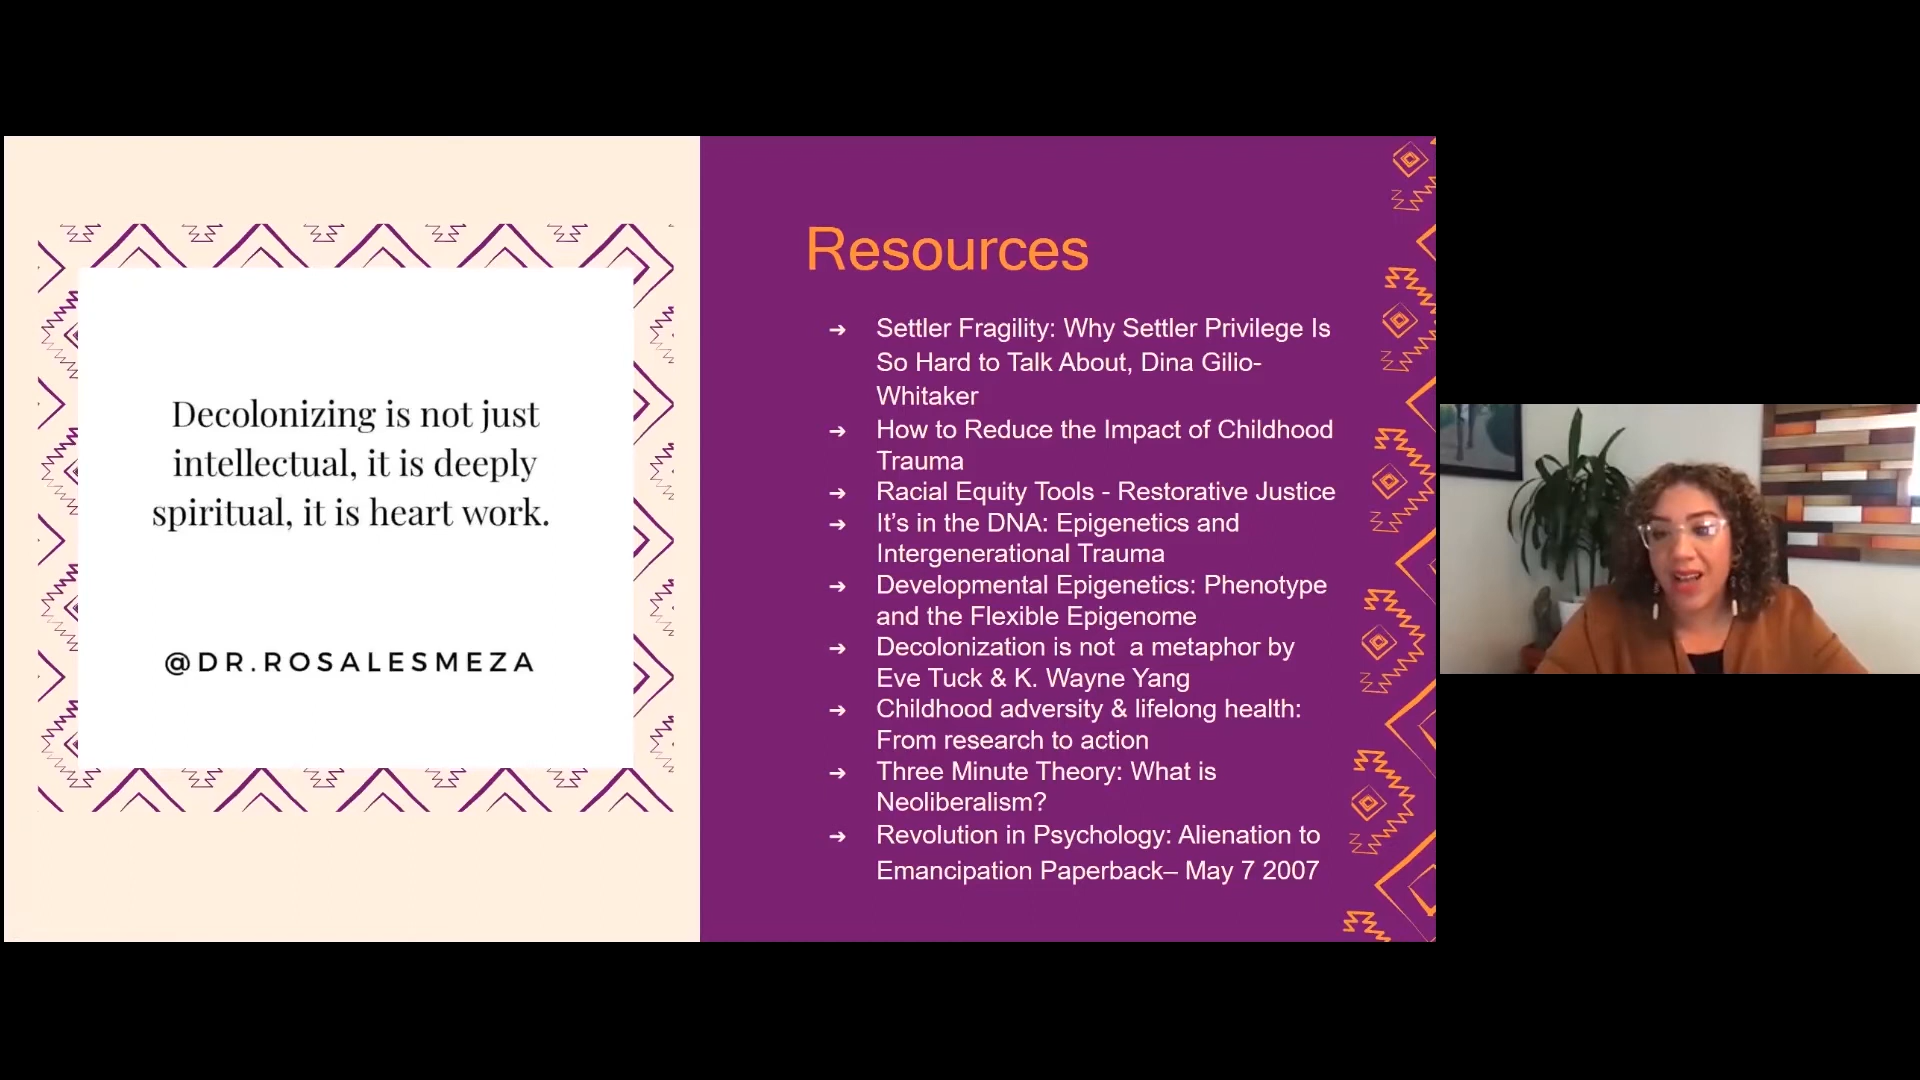 Decolonizing is not just
intellectual, it is deeply
spiritual, it is heart work.
@DR.ROSALESMEZA
Resources
➔ Settler Fragility: Why Settler Privilege Is
So Hard to Talk About, Dina Gilio-
Whitaker
➔ How to Reduce the Impact of Childhood
Trauma
➔ Racial Equity Tools - Restorative Justice
➔ It’s in the DNA: Epigenetics and
Intergenerational Trauma
➔ Developmental Epigenetics: Phenotype
and the Flexible Epigenome
➔ Decolonization is not  a metaphor by
Eve Tuck & K. Wayne Yang
➔ Childhood adversity & lifelong health:
From research to action
➔ Three Minute Theory: What is
Neoliberalism?
➔ Revolution in Psychology: Alienation to
Emancipation Paperback– May 7 2007